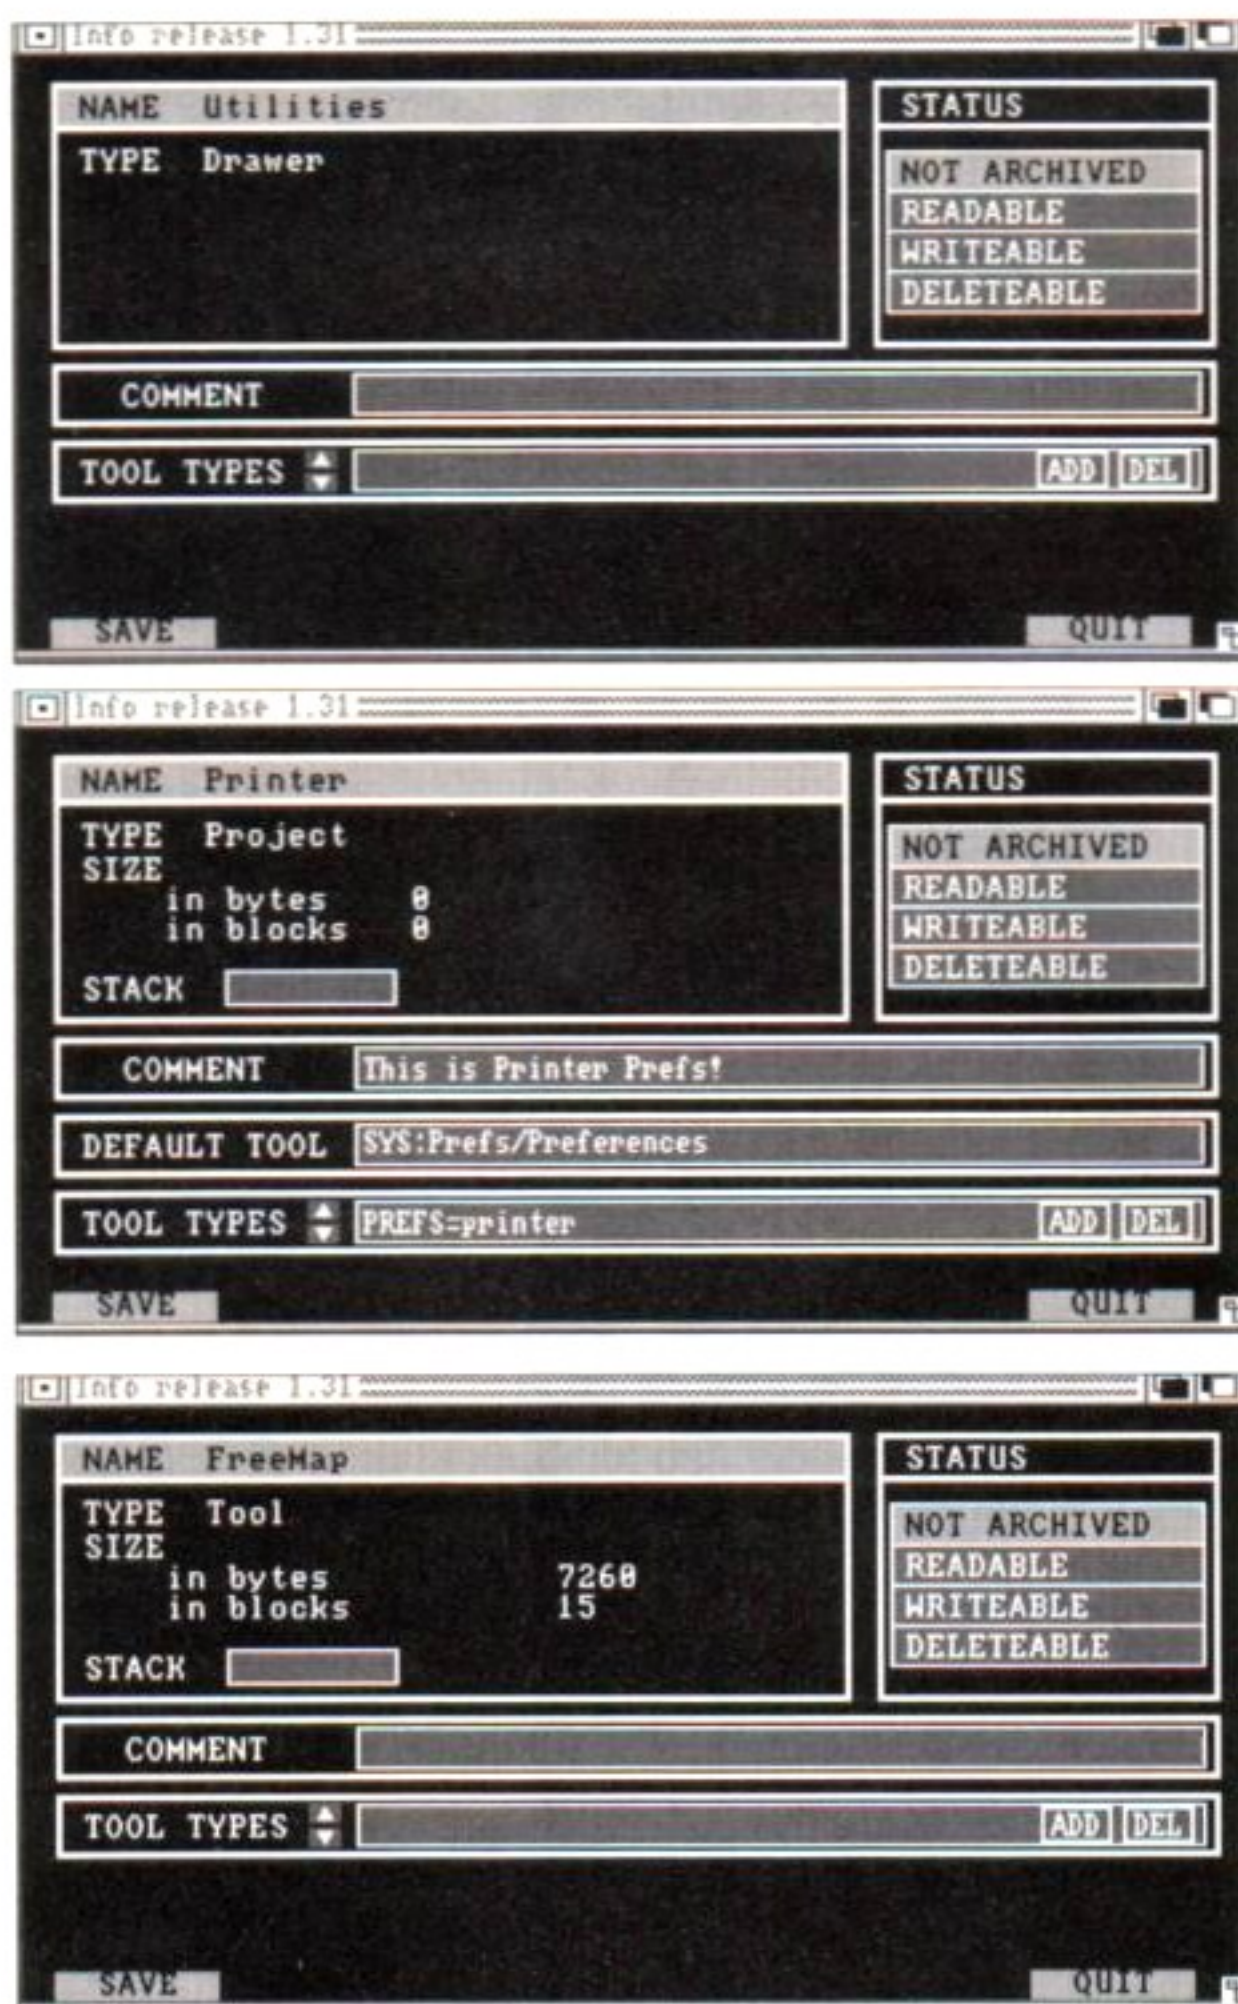 Info release 1.31
NAME Utilities
TYPE Drawer
STATUS
NOT ARCHIVED
READABLE
WRITEABLE
DELETEABLE
COMMENT
TOOL TYPES ADD DEL
SAVE QUIT
Info release 1.31
NAME Printer
TYPE Project
SIZE
in bytes 0
in blocks 0
STACK
STATUS
NOT ARCHIVED
READABLE
WRITEABLE
DELETEABLE
COMMENT This is Printer Prefs!
DEFAULT TOOL SYS:Prefs/Preferences
TOOL TYPES PREFS=printer ADD DEL
SAVE QUIT
Info release 1.31
NAME FreeMap
TYPE Tool
SIZE
in bytes 7260
in blocks 15
STACK
STATUS
NOT ARCHIVED
READABLE
WRITEABLE
DELETEABLE
COMMENT
TOOL TYPES ADD DEL
SAVE QUIT